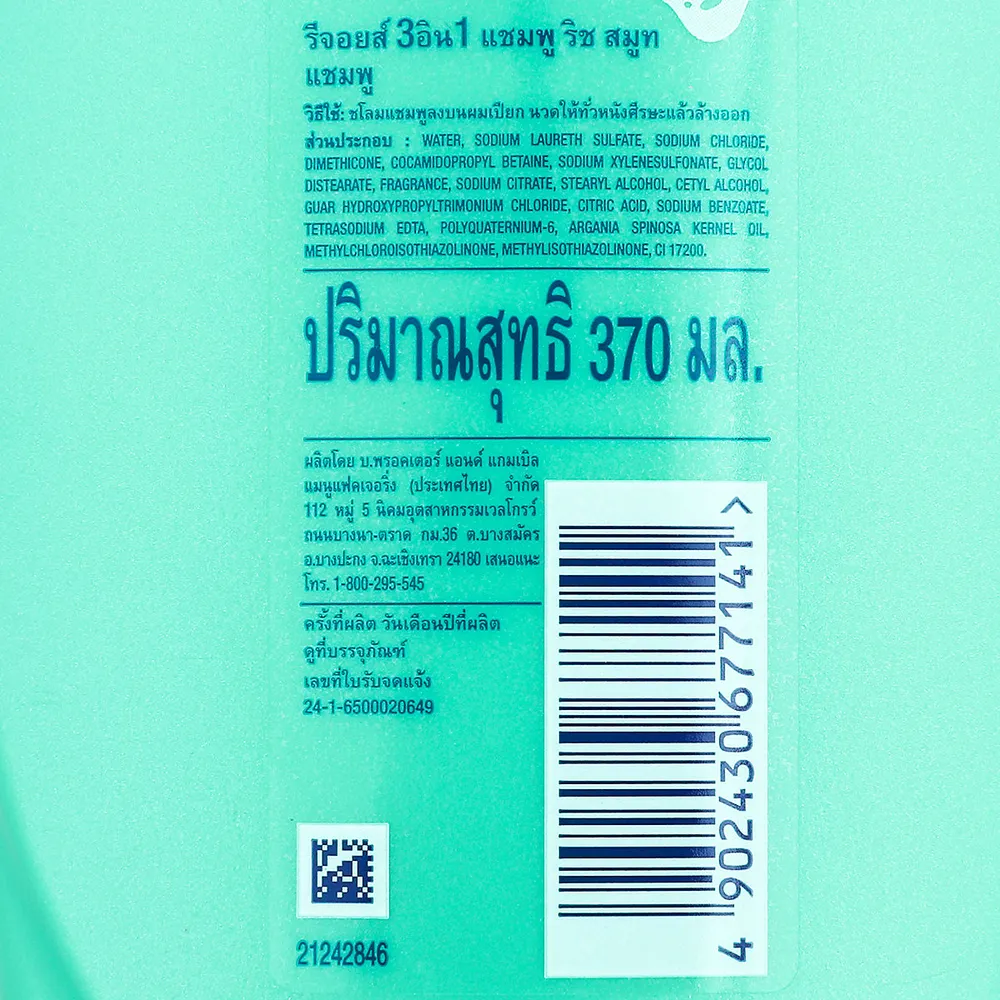 รีจอยส์ 3อิน1 แชมพู ริช สมูท
แชมพู
วิธีใช้: ชโลมแชมพูลงบนผมเปียก นวดให้ทั่วหนังศีรษะแล้วล้างออก
ส่วนประกอบ : WATER, SODIUM LAURETH SULFATE, SODIUM CHLORIDE,
DIMETHICONE, COCAMIDOPROPYL BETAINE, SODIUM XYLENESULFONATE, GLYCOL
DISTEARATE, FRAGRANCE, SODIUM CITRATE, STEARYL ALCOHOL, CETYL ALCOHOL,
GUAR HYDROXYPROPYLTRIMONIUM CHLORIDE, CITRIC ACID, SODIUM BENZOATE,
TETRASODIUM EDTA, POLYQUATERNIUM-6, ARGANIA SPINOSA KERNEL OIL,
METHYLCHLOROISOTHIAZOLINONE, METHYLISOTHIAZOLINONE, CI 17200.
ปริมาณสุทธิ 370 มล.
ผลิตโดย บ.พรอคเตอร์ แอนด์ แกมเบิล
แมนูแฟคเจอริ่ง (ประเทศไทย) จำกัด
112 หมู่ 5 นิคมอุตสาหกรรมเวลโกรว์
ถนนบางนา-ตราด กม.36 ต.บางสมัคร
อ.บางปะกง จ.ฉะเชิงเทรา 24180 เสนอแนะ
โทร. 1-800-295-545
ครั้งที่ผลิต วันเดือนปีที่ผลิต
ดูที่บรรจุภัณฑ์
เลขที่ใบรับจดแจ้ง
24-1-6500020649
21242846
4 902430 677141 >